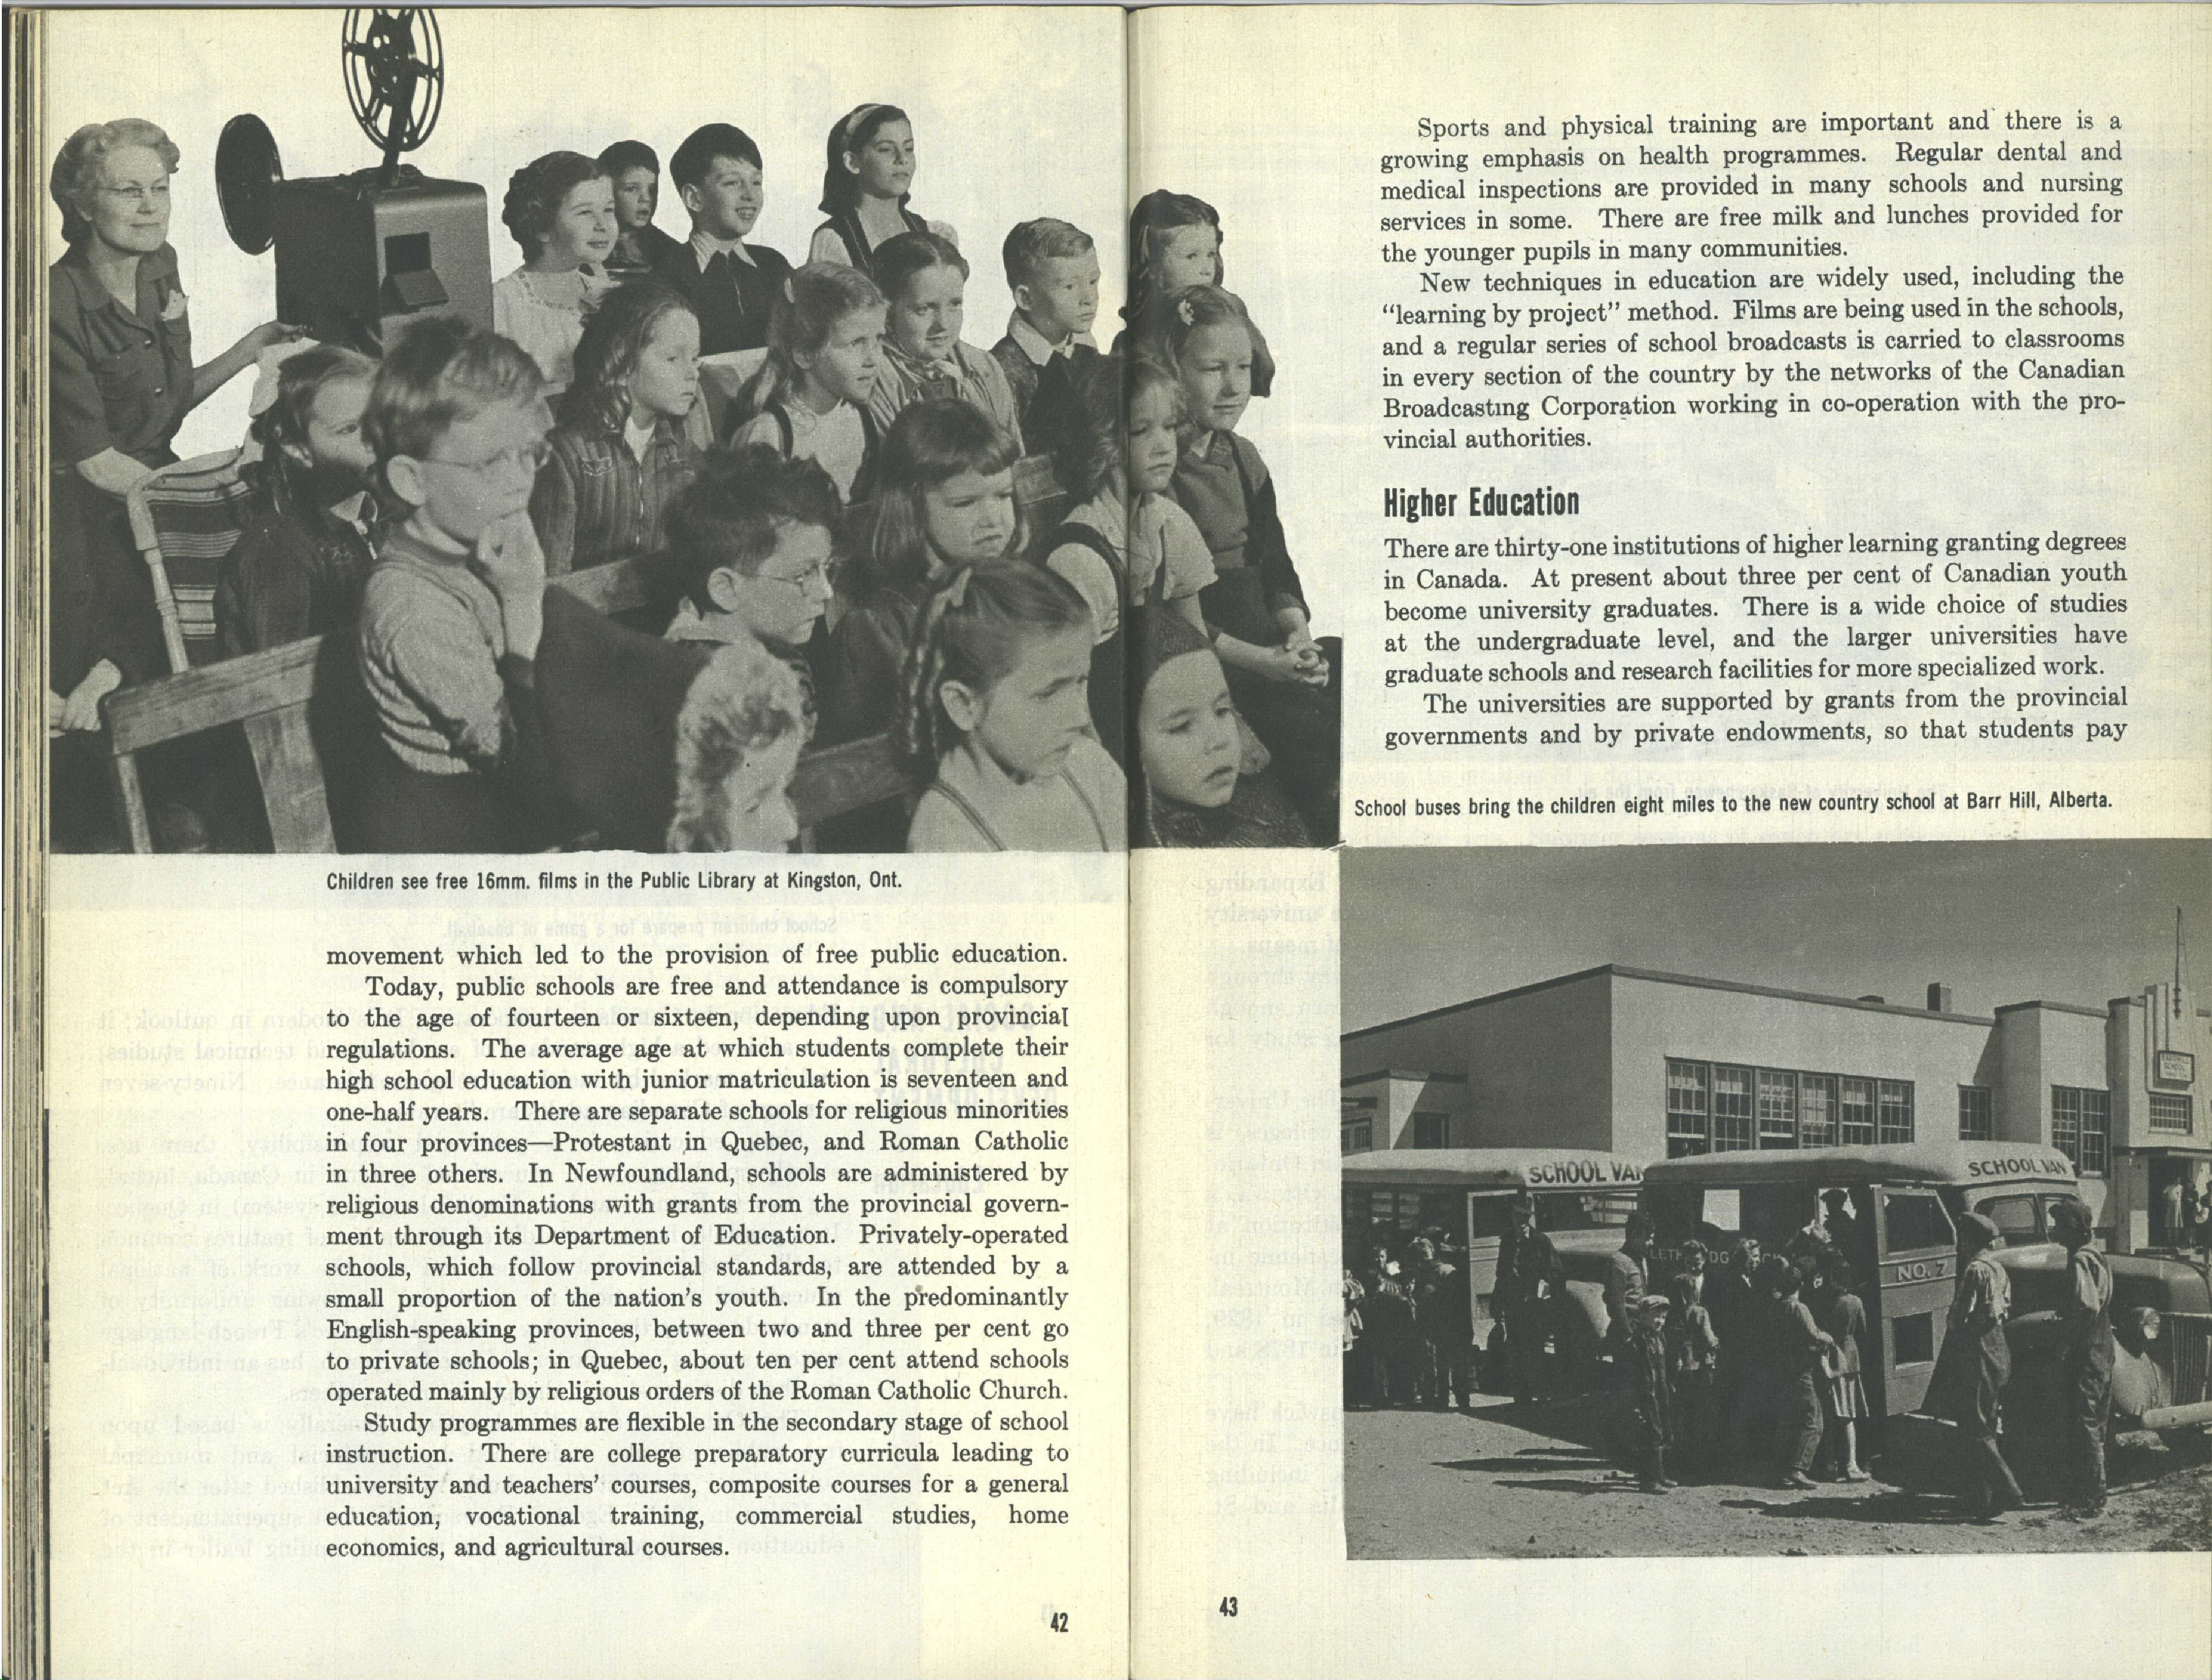 Children see free 16mm. films in the Public Library at Kingston, Ont.
movement which led to the provision of free public education.
Today, public schools are free and attendance is compulsory
to the age of fourteen or sixteen, depending upon provincial
regulations. The average age at which students complete their
high school education with junior matriculation is seventeen and
one-half years. There are separate schools for religious minorities
in four provinces—Protestant in Quebec, and Roman Catholic
in three others. In Newfoundland, schools are administered by
religious denominations with grants from the provincial govern-
ment through its Department of Education. Privately-operated
schools, which follow provincial standards, are attended by a
small proportion of the nation's youth. In the predominantly
English-speaking provinces, between two and three per cent go
to private schools; in Quebec, about ten per cent attend schools
operated mainly by religious orders of the Roman Catholic Church.
Study programmes are flexible in the secondary stage of school
instruction. There are college preparatory curricula leading to
university and teachers' courses, composite courses for a general
education, vocational training, commercial studies, home
economics, and agricultural courses.
42
Sports and physical training are important and there is a
growing emphasis on health programmes. Regular dental and
medical inspections are provided in many schools and nursing
services in some. There are free milk and lunches provided for
the younger pupils in many communities.
New techniques in education are widely used, including the
"learning by project" method. Films are being used in the schools,
and a regular series of school broadcasts is carried to classrooms
in every section of the country by the networks of the Canadian
Broadcasting Corporation working in co-operation with the pro-
vincial authorities.
Higher Education
There are thirty-one institutions of higher learning granting degrees
in Canada. At present about three per cent of Canadian youth
become university graduates. There is a wide choice of studies
at the undergraduate level, and the larger universities have
graduate schools and research facilities for more specialized work.
The universities are supported by grants from the provincial
governments and by private endowments, so that students pay
School buses bring the children eight miles to the new country school at Barr Hill, Alberta.
SCHOOL VAN
SCHOOL VAN
NO. 7
43